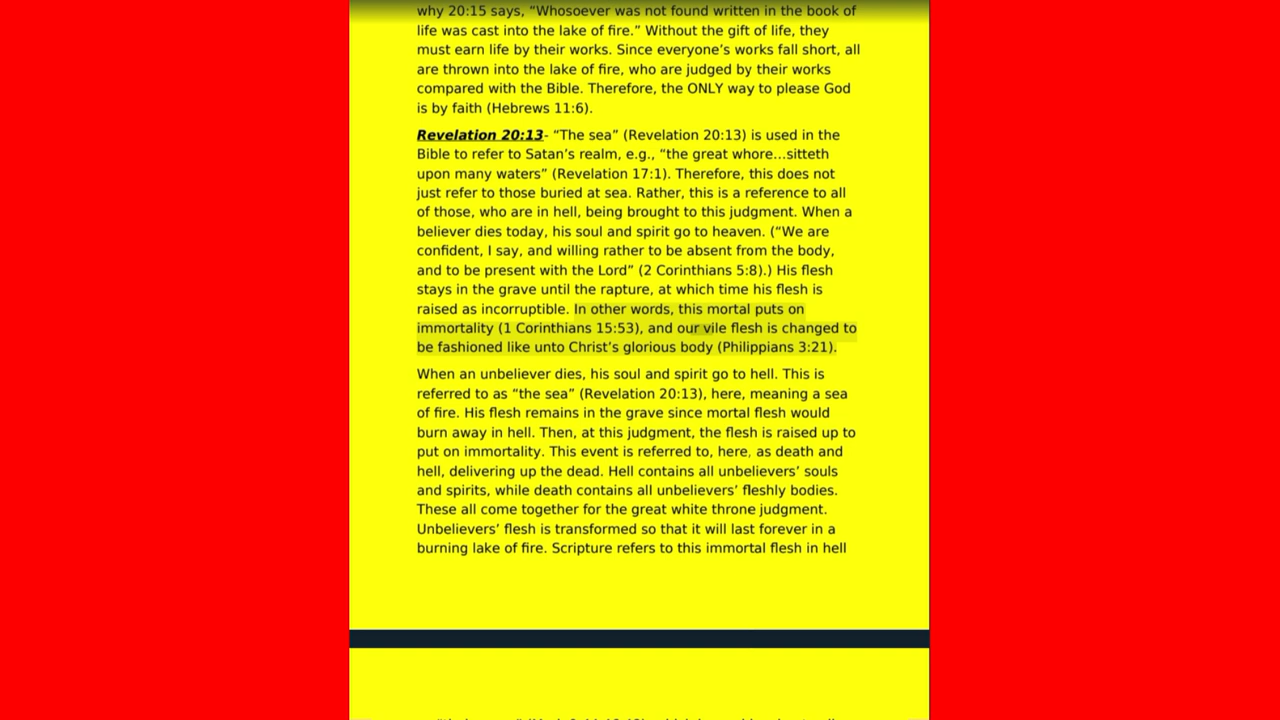 why 20:15 says, “Whosoever was not found written in the book of
life was cast into the lake of fire.” Without the gift of life, they
must earn life by their works. Since everyone’s works fall short, all
are thrown into the lake of fire, who are judged by their works
compared with the Bible. Therefore, the ONLY way to please God
is by faith (Hebrews 11:6).
Revelation 20:13- “The sea” (Revelation 20:13) is used in the
Bible to refer to Satan’s realm, e.g., “the great whore…sitteth
upon many waters” (Revelation 17:1). Therefore, this does not
just refer to those buried at sea. Rather, this is a reference to all
of those, who are in hell, being brought to this judgment. When a
believer dies today, his soul and spirit go to heaven. (“We are
confident, I say, and willing rather to be absent from the body,
and to be present with the Lord” (2 Corinthians 5:8).) His flesh
stays in the grave until the rapture, at which time his flesh is
raised as incorruptible. In other words, this mortal puts on
immortality (1 Corinthians 15:53), and our vile flesh is changed to
be fashioned like unto Christ’s glorious body (Philippians 3:21).
When an unbeliever dies, his soul and spirit go to hell. This is
referred to as “the sea” (Revelation 20:13), here, meaning a sea
of fire. His flesh remains in the grave since mortal flesh would
burn away in hell. Then, at this judgment, the flesh is raised up to
put on immortality. This event is referred to, here, as death and
hell, delivering up the dead. Hell contains all unbelievers’ souls
and spirits, while death contains all unbelievers’ fleshly bodies.
These all come together for the great white throne judgment.
Unbelievers’ flesh is transformed so that it will last forever in a
burning lake of fire. Scripture refers to this immortal flesh in hell